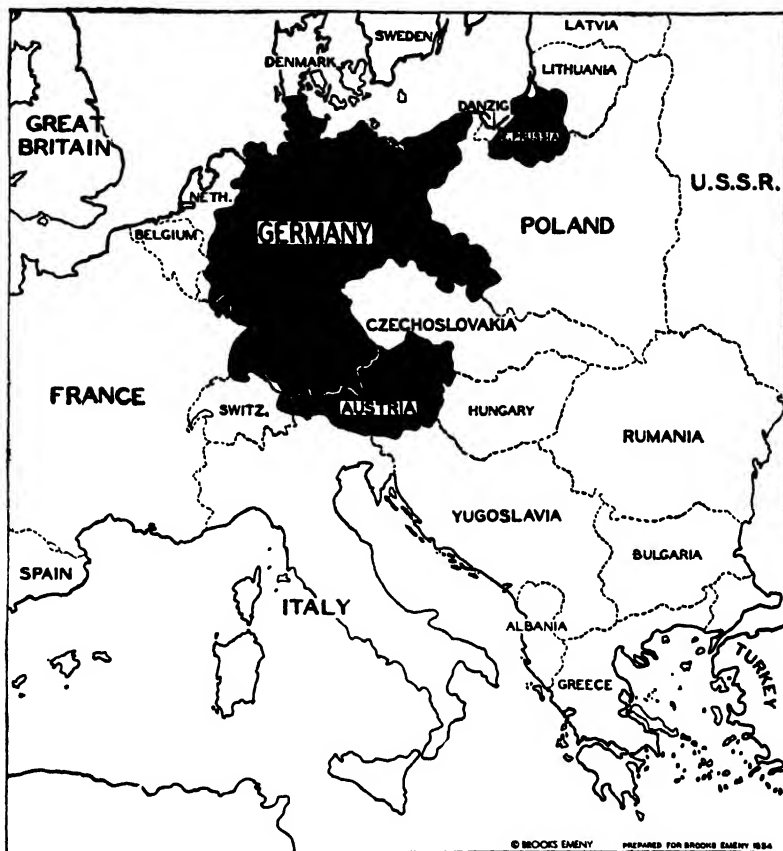 LATVIA
SWEDEN
DENMARK
LITHUANIA
DANZIG
E. PRUSSIA
GREAT
BRITAIN
U.S.S.R.
NETH.
BELGIUM
GERMANY
POLAND
CZECHOSLOVAKIA
FRANCE
SWITZ.
AUSTRIA
HUNGARY
RUMANIA
YUGOSLAVIA
BULGARIA
SPAIN
ITALY
ALBANIA
TURKEY
GREECE
© BROOKS EMENY PREPARED FOR BROOKS EMENY 1934